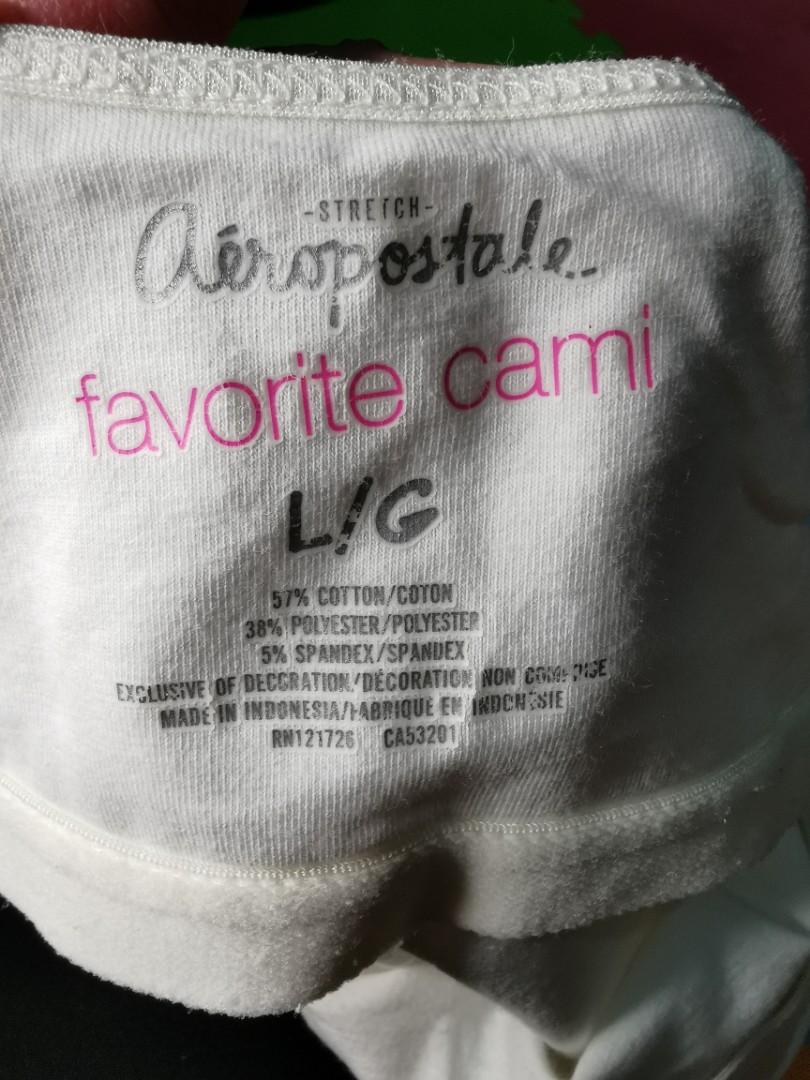 -STRETCH-
aéropostale
favorite cami
L/G
57% COTTON/COTON
38% POLYESTER/POLYESTER
5% SPANDEX/SPANDEX
EXCLUSIVE OF DECORATION/DÉCORATION NON COMPRISE
MADE IN INDONESIA/FABRIQUÉ EN INDONÉSIE
RN121726 CA53201